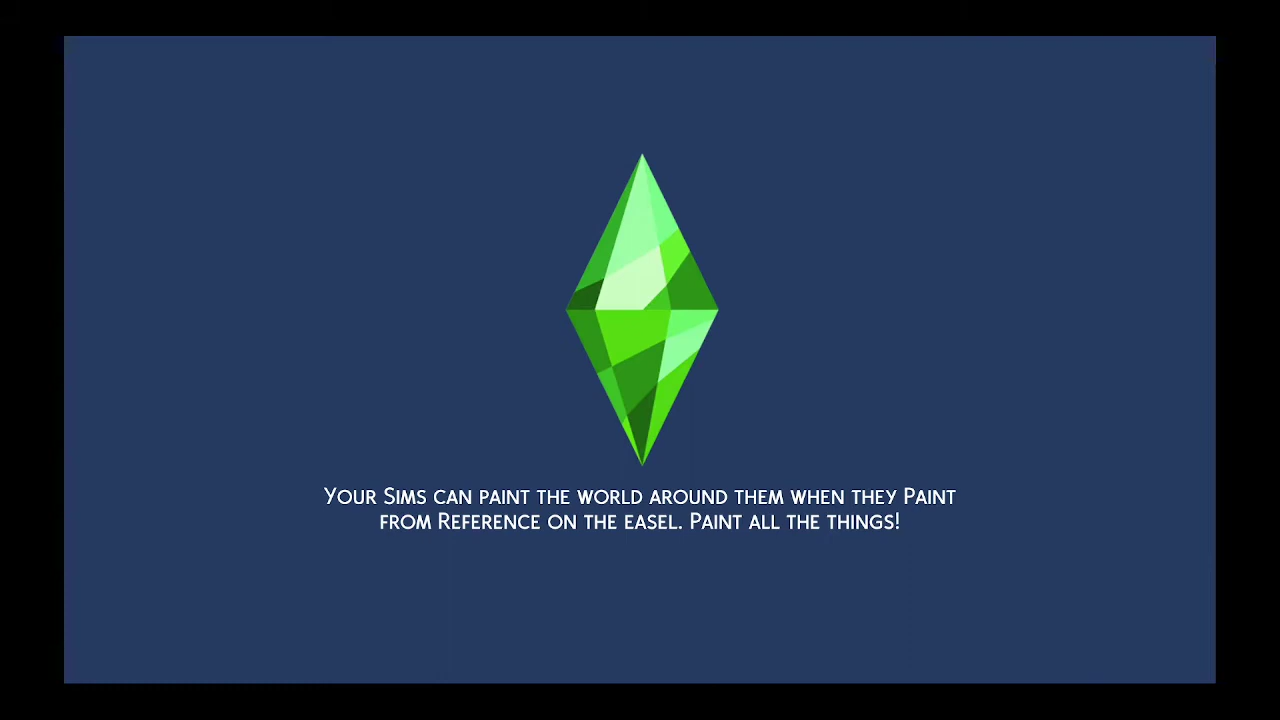 Your Sims can paint the world around them when they Paint
from Reference on the easel. Paint all the things!